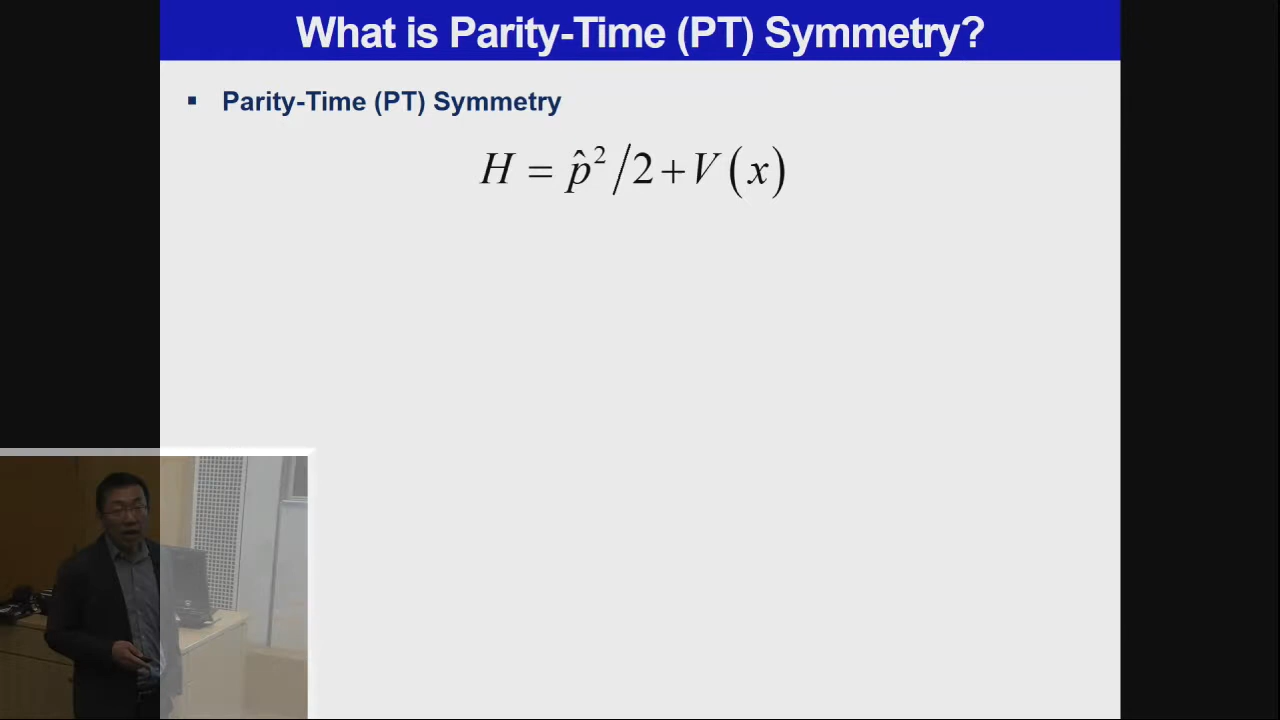 What is Parity-Time (PT) Symmetry?
▪ Parity-Time (PT) Symmetry
H = p̂²/2 + V(x)